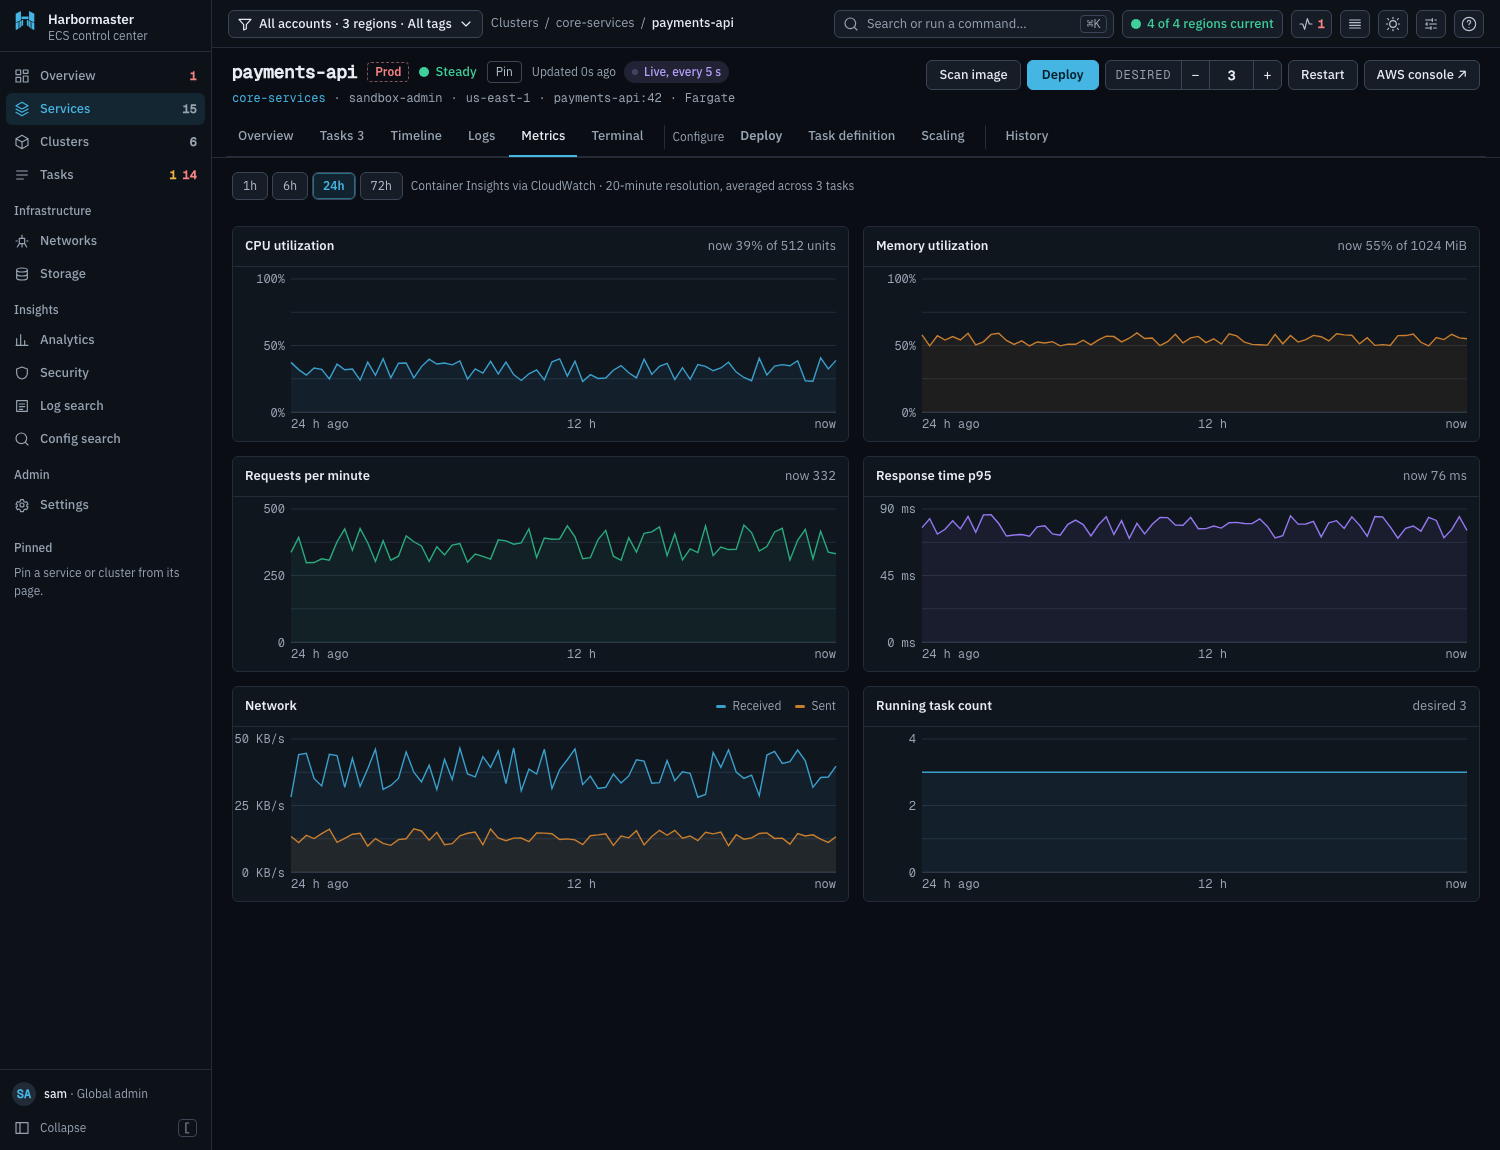 Harbormaster
ECS control center
Overview 1
Services 15
Clusters 6
Tasks 1 14
Infrastructure
Networks
Storage
Insights
Analytics
Security
Log search
Config search
Admin
Settings
Pinned
Pin a service or cluster from its
page.
SA sam · Global admin
Collapse [
All accounts · 3 regions · All tags
Clusters / core-services / payments-api
Search or run a command... ⌘K
4 of 4 regions current
1
payments-api Prod Steady Pin Updated 0s ago Live, every 5 s
core-services · sandbox-admin · us-east-1 · payments-api:42 · Fargate
Scan image Deploy DESIRED − 3 + Restart AWS console ↗
Overview Tasks 3 Timeline Logs Metrics Terminal Configure Deploy Task definition Scaling History
1h 6h 24h 72h Container Insights via CloudWatch · 20-minute resolution, averaged across 3 tasks
CPU utilization now 39% of 512 units
100%
50%
0%
24 h ago 12 h now
Memory utilization now 55% of 1024 MiB
100%
50%
0%
24 h ago 12 h now
Requests per minute now 332
500
250
0
24 h ago 12 h now
Response time p95 now 76 ms
90 ms
45 ms
0 ms
24 h ago 12 h now
Network Received Sent
50 KB/s
25 KB/s
0 KB/s
24 h ago 12 h now
Running task count desired 3
4
2
0
24 h ago 12 h now